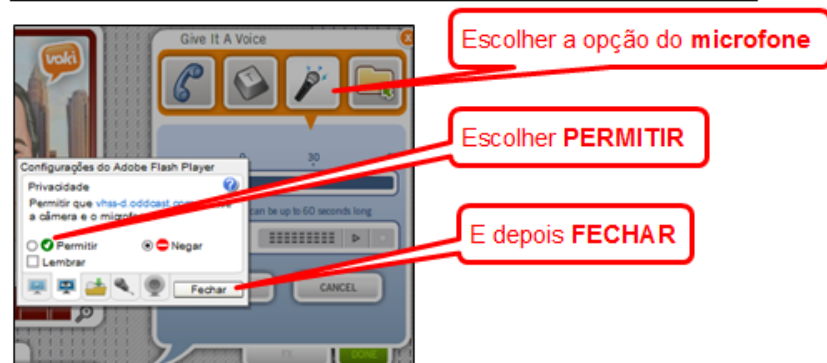 Give It A Voice
Escolher a opção do microfone
voki
0 30
Escolher PERMITIR
Configurações do Adobe Flash Player
Privacidade
Permitir que vhss-d.oddcast.com
a câmera e o
can be up to 60 seconds long
Permitir Negar
Lembrar
E depois FECHAR
Fechar
CANCEL
FX DONE